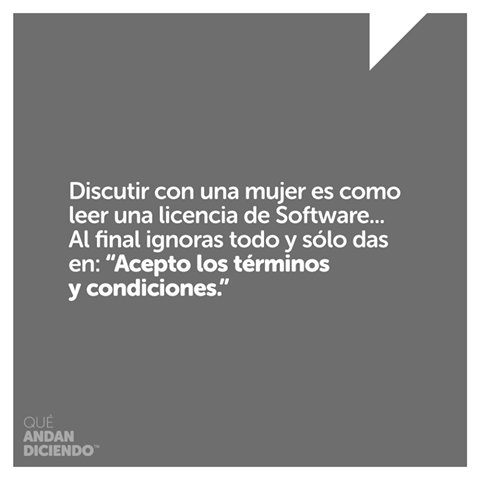 Discutir con una mujer es como
leer una licencia de Software...
Al final ignoras todo y sólo das
en: “Acepto los términos
y condiciones.”
QUÉ
ANDAN
DICIENDO™